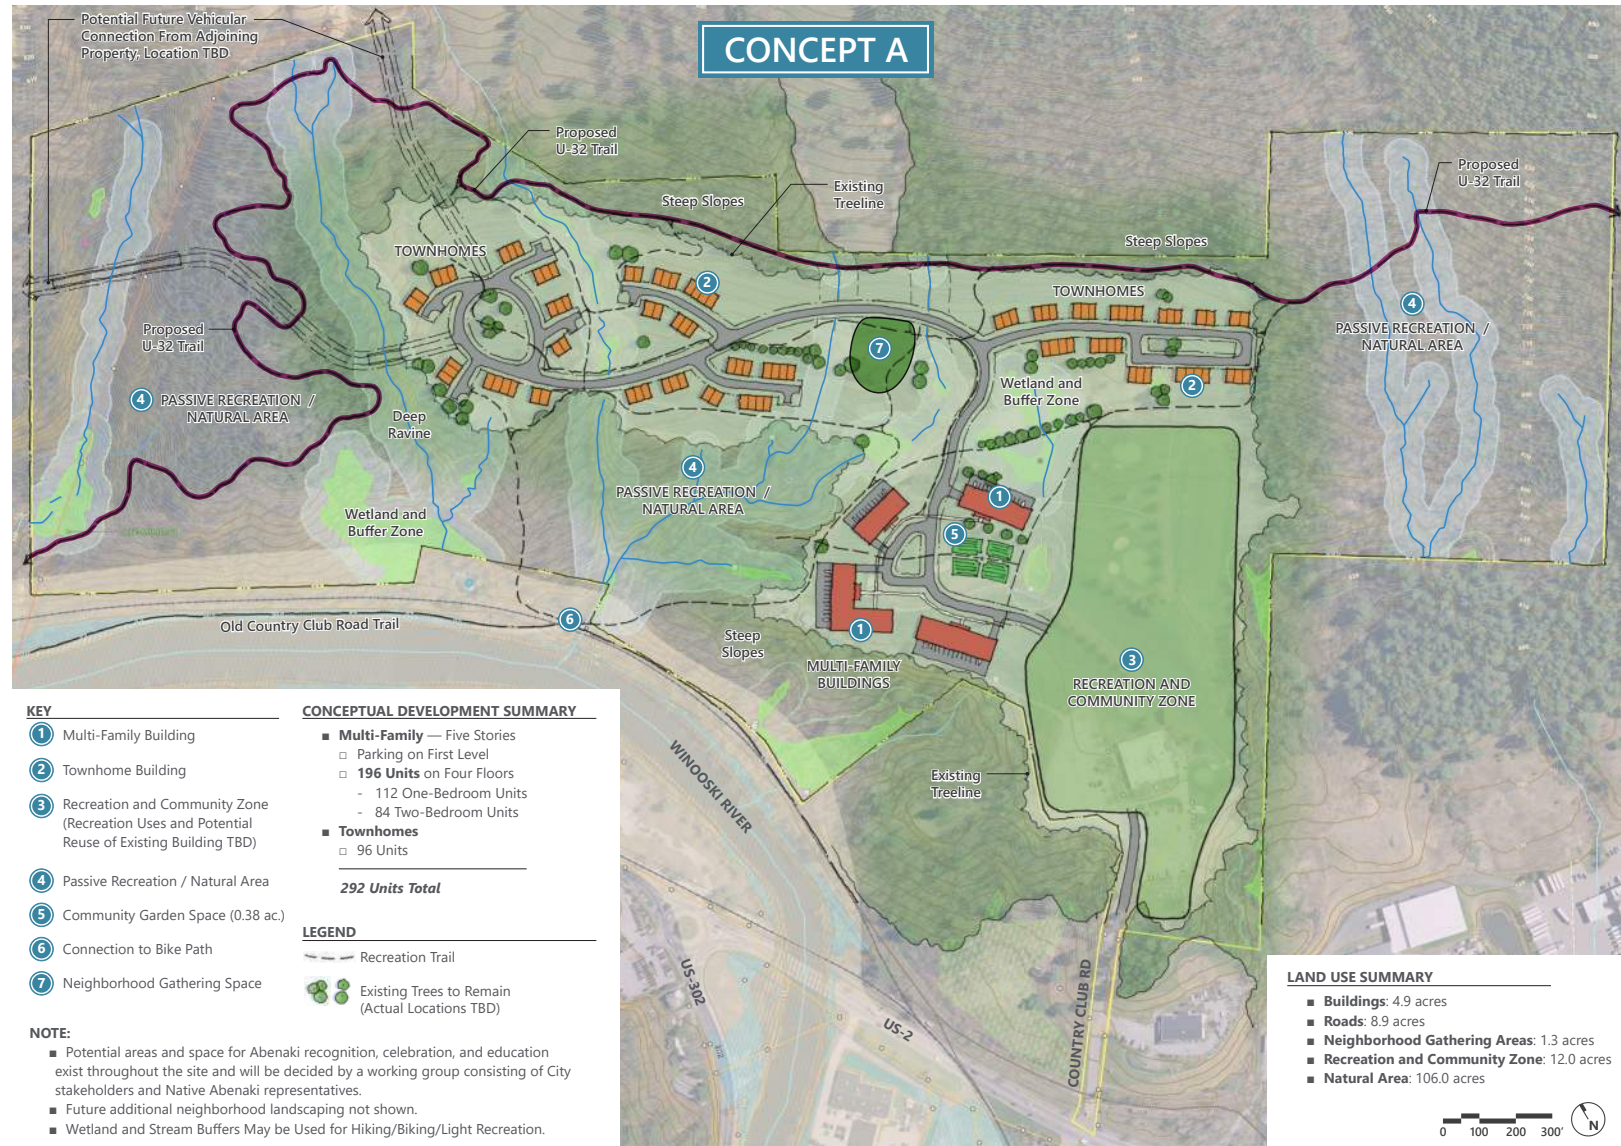 Potential Future Vehicular
Connection From Adjoining
Property, Location TBD
CONCEPT A
Proposed
U-32 Trail
Existing
Treeline
Steep Slopes
Proposed
U-32 Trail
Steep Slopes
TOWNHOMES
2
TOWNHOMES
4
PASSIVE RECREATION /
NATURAL AREA
Proposed
U-32 Trail
7
Wetland and
Buffer Zone
2
4
PASSIVE RECREATION /
NATURAL AREA
Deep
Ravine
4
PASSIVE RECREATION /
NATURAL AREA
1
Wetland and
Buffer Zone
5
6
Old Country Club Road Trail
Steep
Slopes
1
MULTI-FAMILY
BUILDINGS
3
RECREATION AND
COMMUNITY ZONE
Existing
Treeline
WINOOSKI RIVER
US-302
US-2
COUNTRY CLUB RD
KEY
1 Multi-Family Building
2 Townhome Building
3 Recreation and Community Zone
(Recreation Uses and Potential
Reuse of Existing Building TBD)
4 Passive Recreation / Natural Area
5 Community Garden Space (0.38 ac.)
6 Connection to Bike Path
7 Neighborhood Gathering Space
CONCEPTUAL DEVELOPMENT SUMMARY
■ Multi-Family — Five Stories
□ Parking on First Level
□ 196 Units on Four Floors
- 112 One-Bedroom Units
- 84 Two-Bedroom Units
■ Townhomes
□ 96 Units
292 Units Total
LEGEND
Recreation Trail
Existing Trees to Remain
(Actual Locations TBD)
NOTE:
■ Potential areas and space for Abenaki recognition, celebration, and education
exist throughout the site and will be decided by a working group consisting of City
stakeholders and Native Abenaki representatives.
■ Future additional neighborhood landscaping not shown.
■ Wetland and Stream Buffers May be Used for Hiking/Biking/Light Recreation.
LAND USE SUMMARY
■ Buildings: 4.9 acres
■ Roads: 8.9 acres
■ Neighborhood Gathering Areas: 1.3 acres
■ Recreation and Community Zone: 12.0 acres
■ Natural Area: 106.0 acres
0 100 200 300'
N